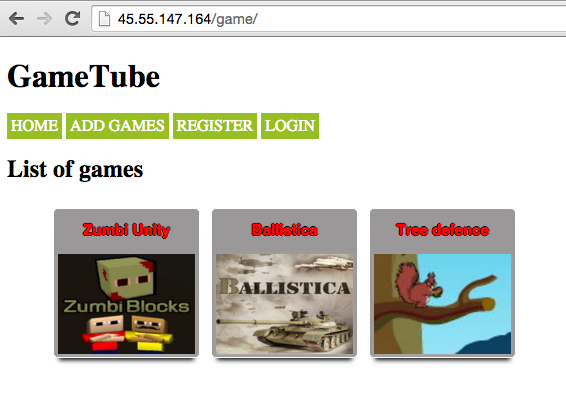 45.55.147.164/game/
GameTube
HOME ADD GAMES REGISTER LOGIN
List of games
Zumbi Unity Ballistica Tree defence
Zumbi Blocks BALLISTICA